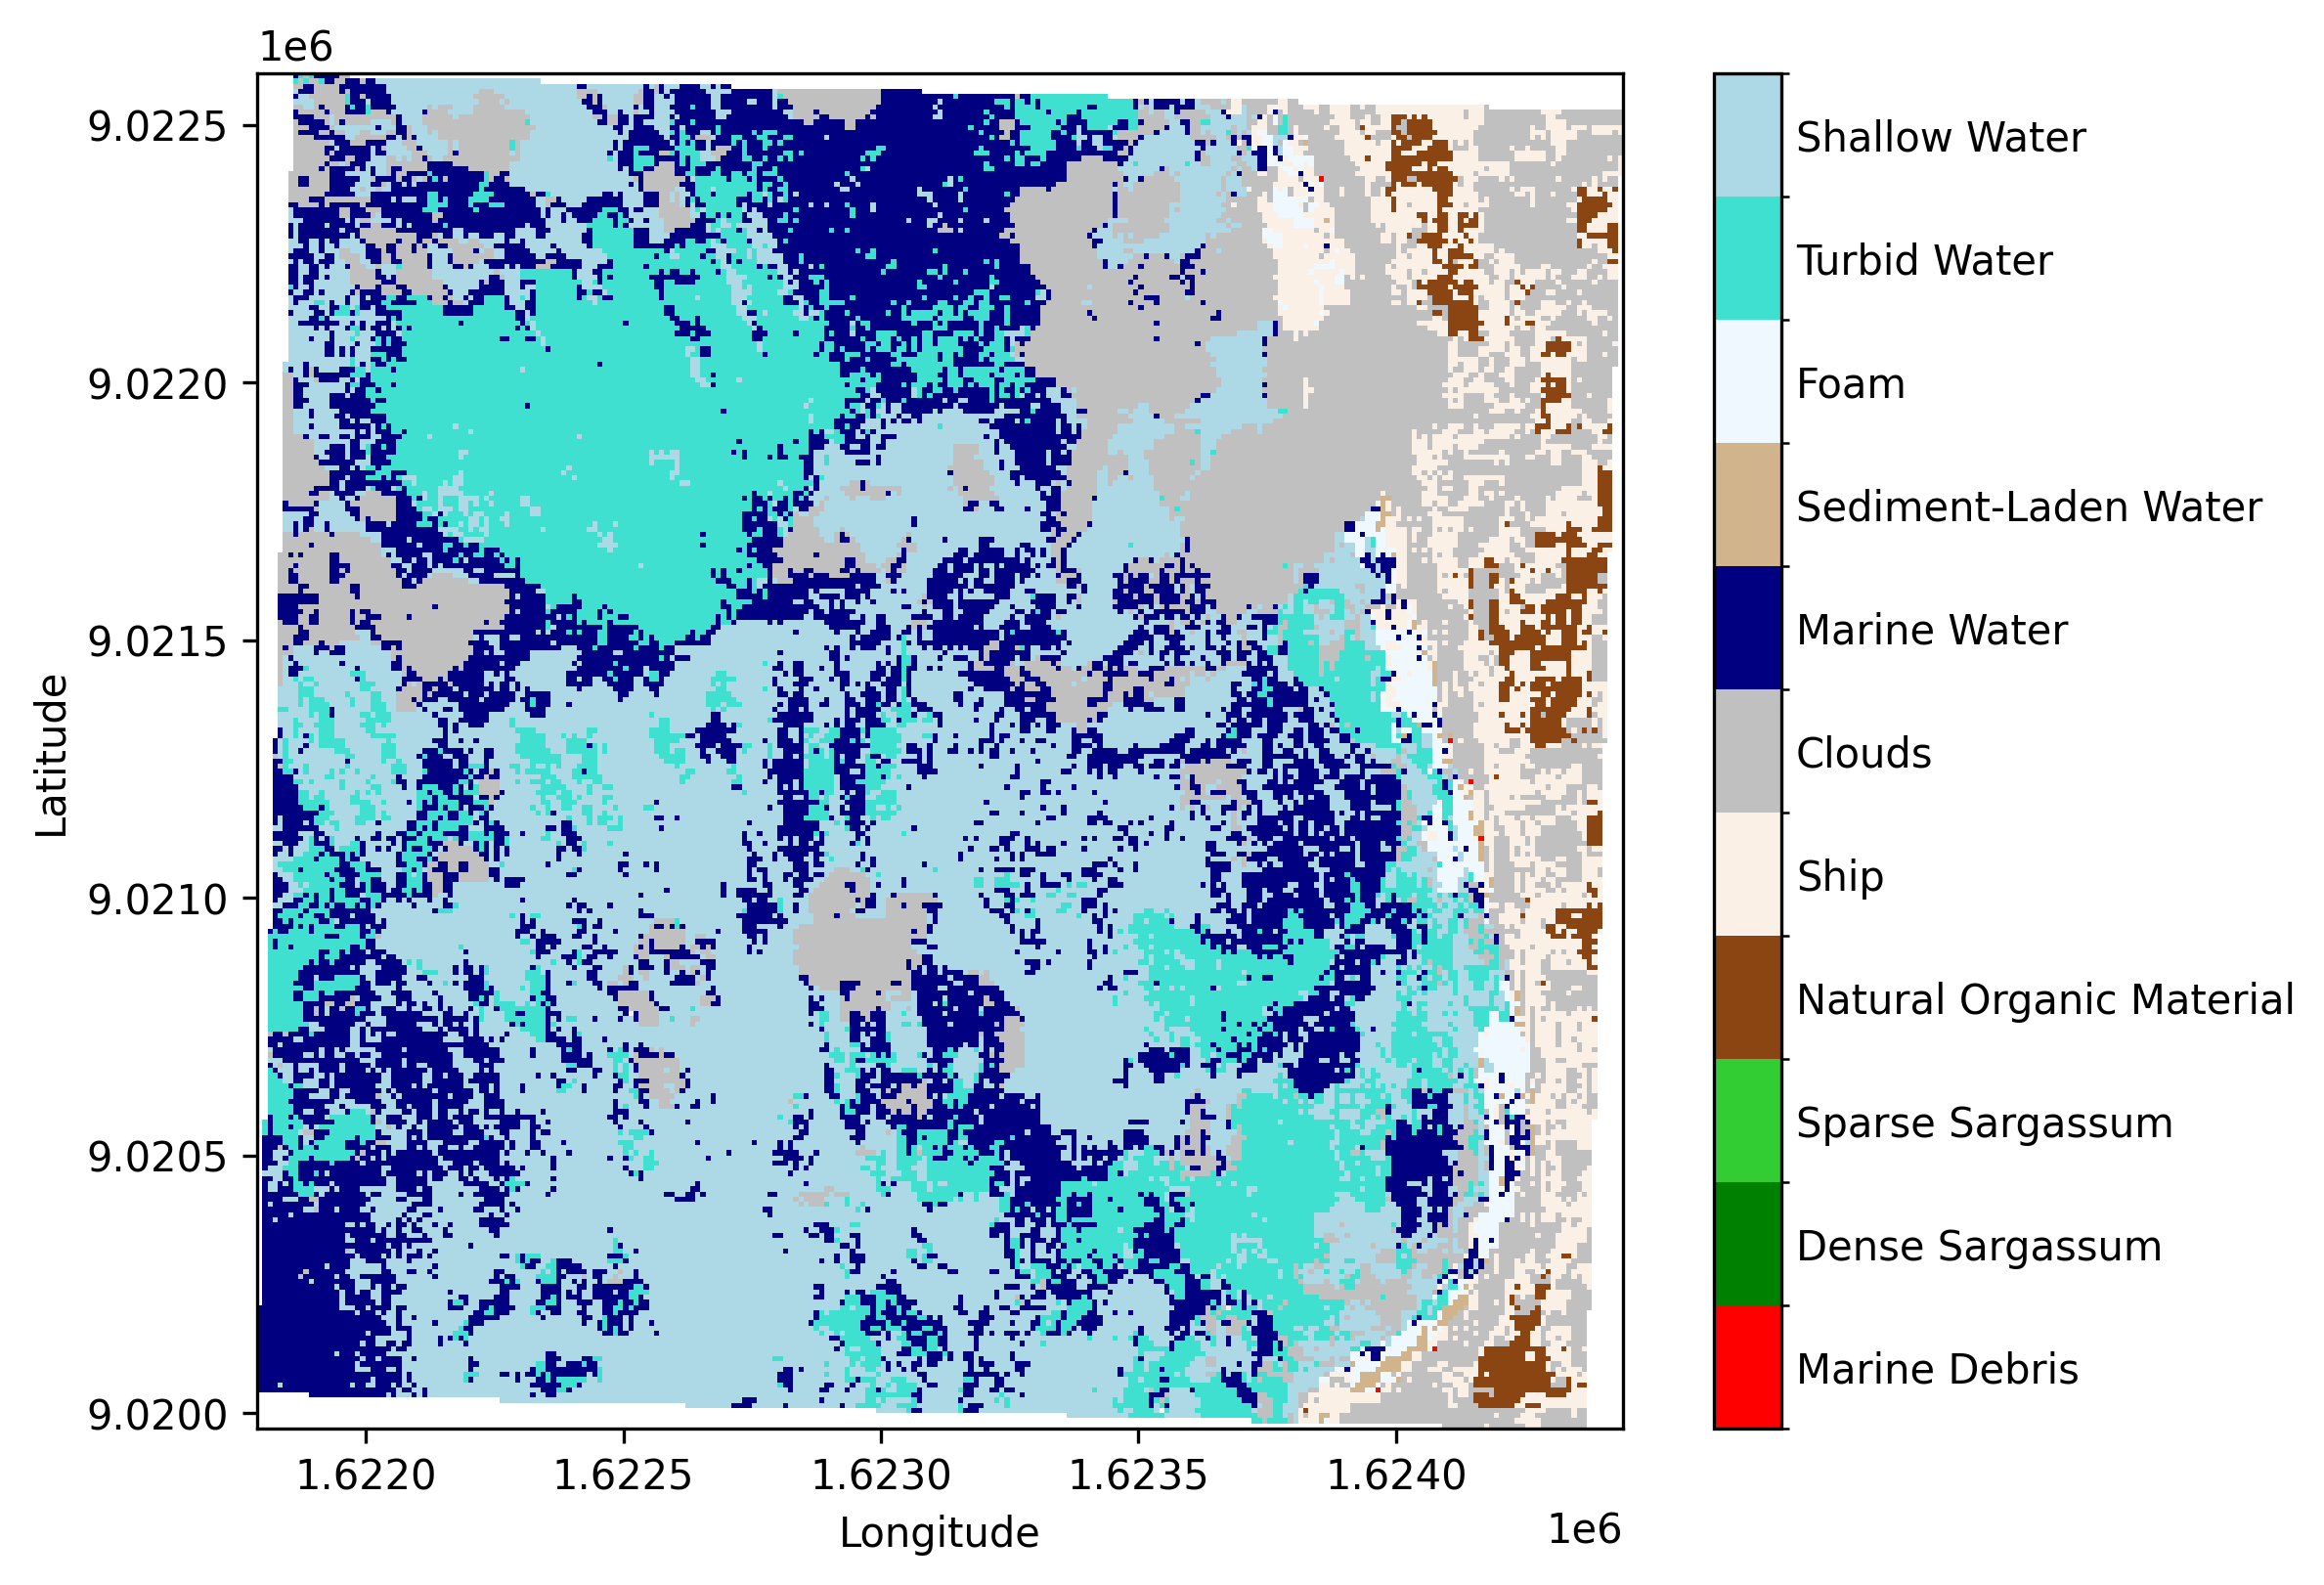 1e6
9.0225
9.0220
9.0215
9.0210
9.0205
9.0200
Latitude
1.6220 1.6225 1.6230 1.6235 1.6240
Longitude
1e6
Shallow Water
Turbid Water
Foam
Sediment-Laden Water
Marine Water
Clouds
Ship
Natural Organic Material
Sparse Sargassum
Dense Sargassum
Marine Debris